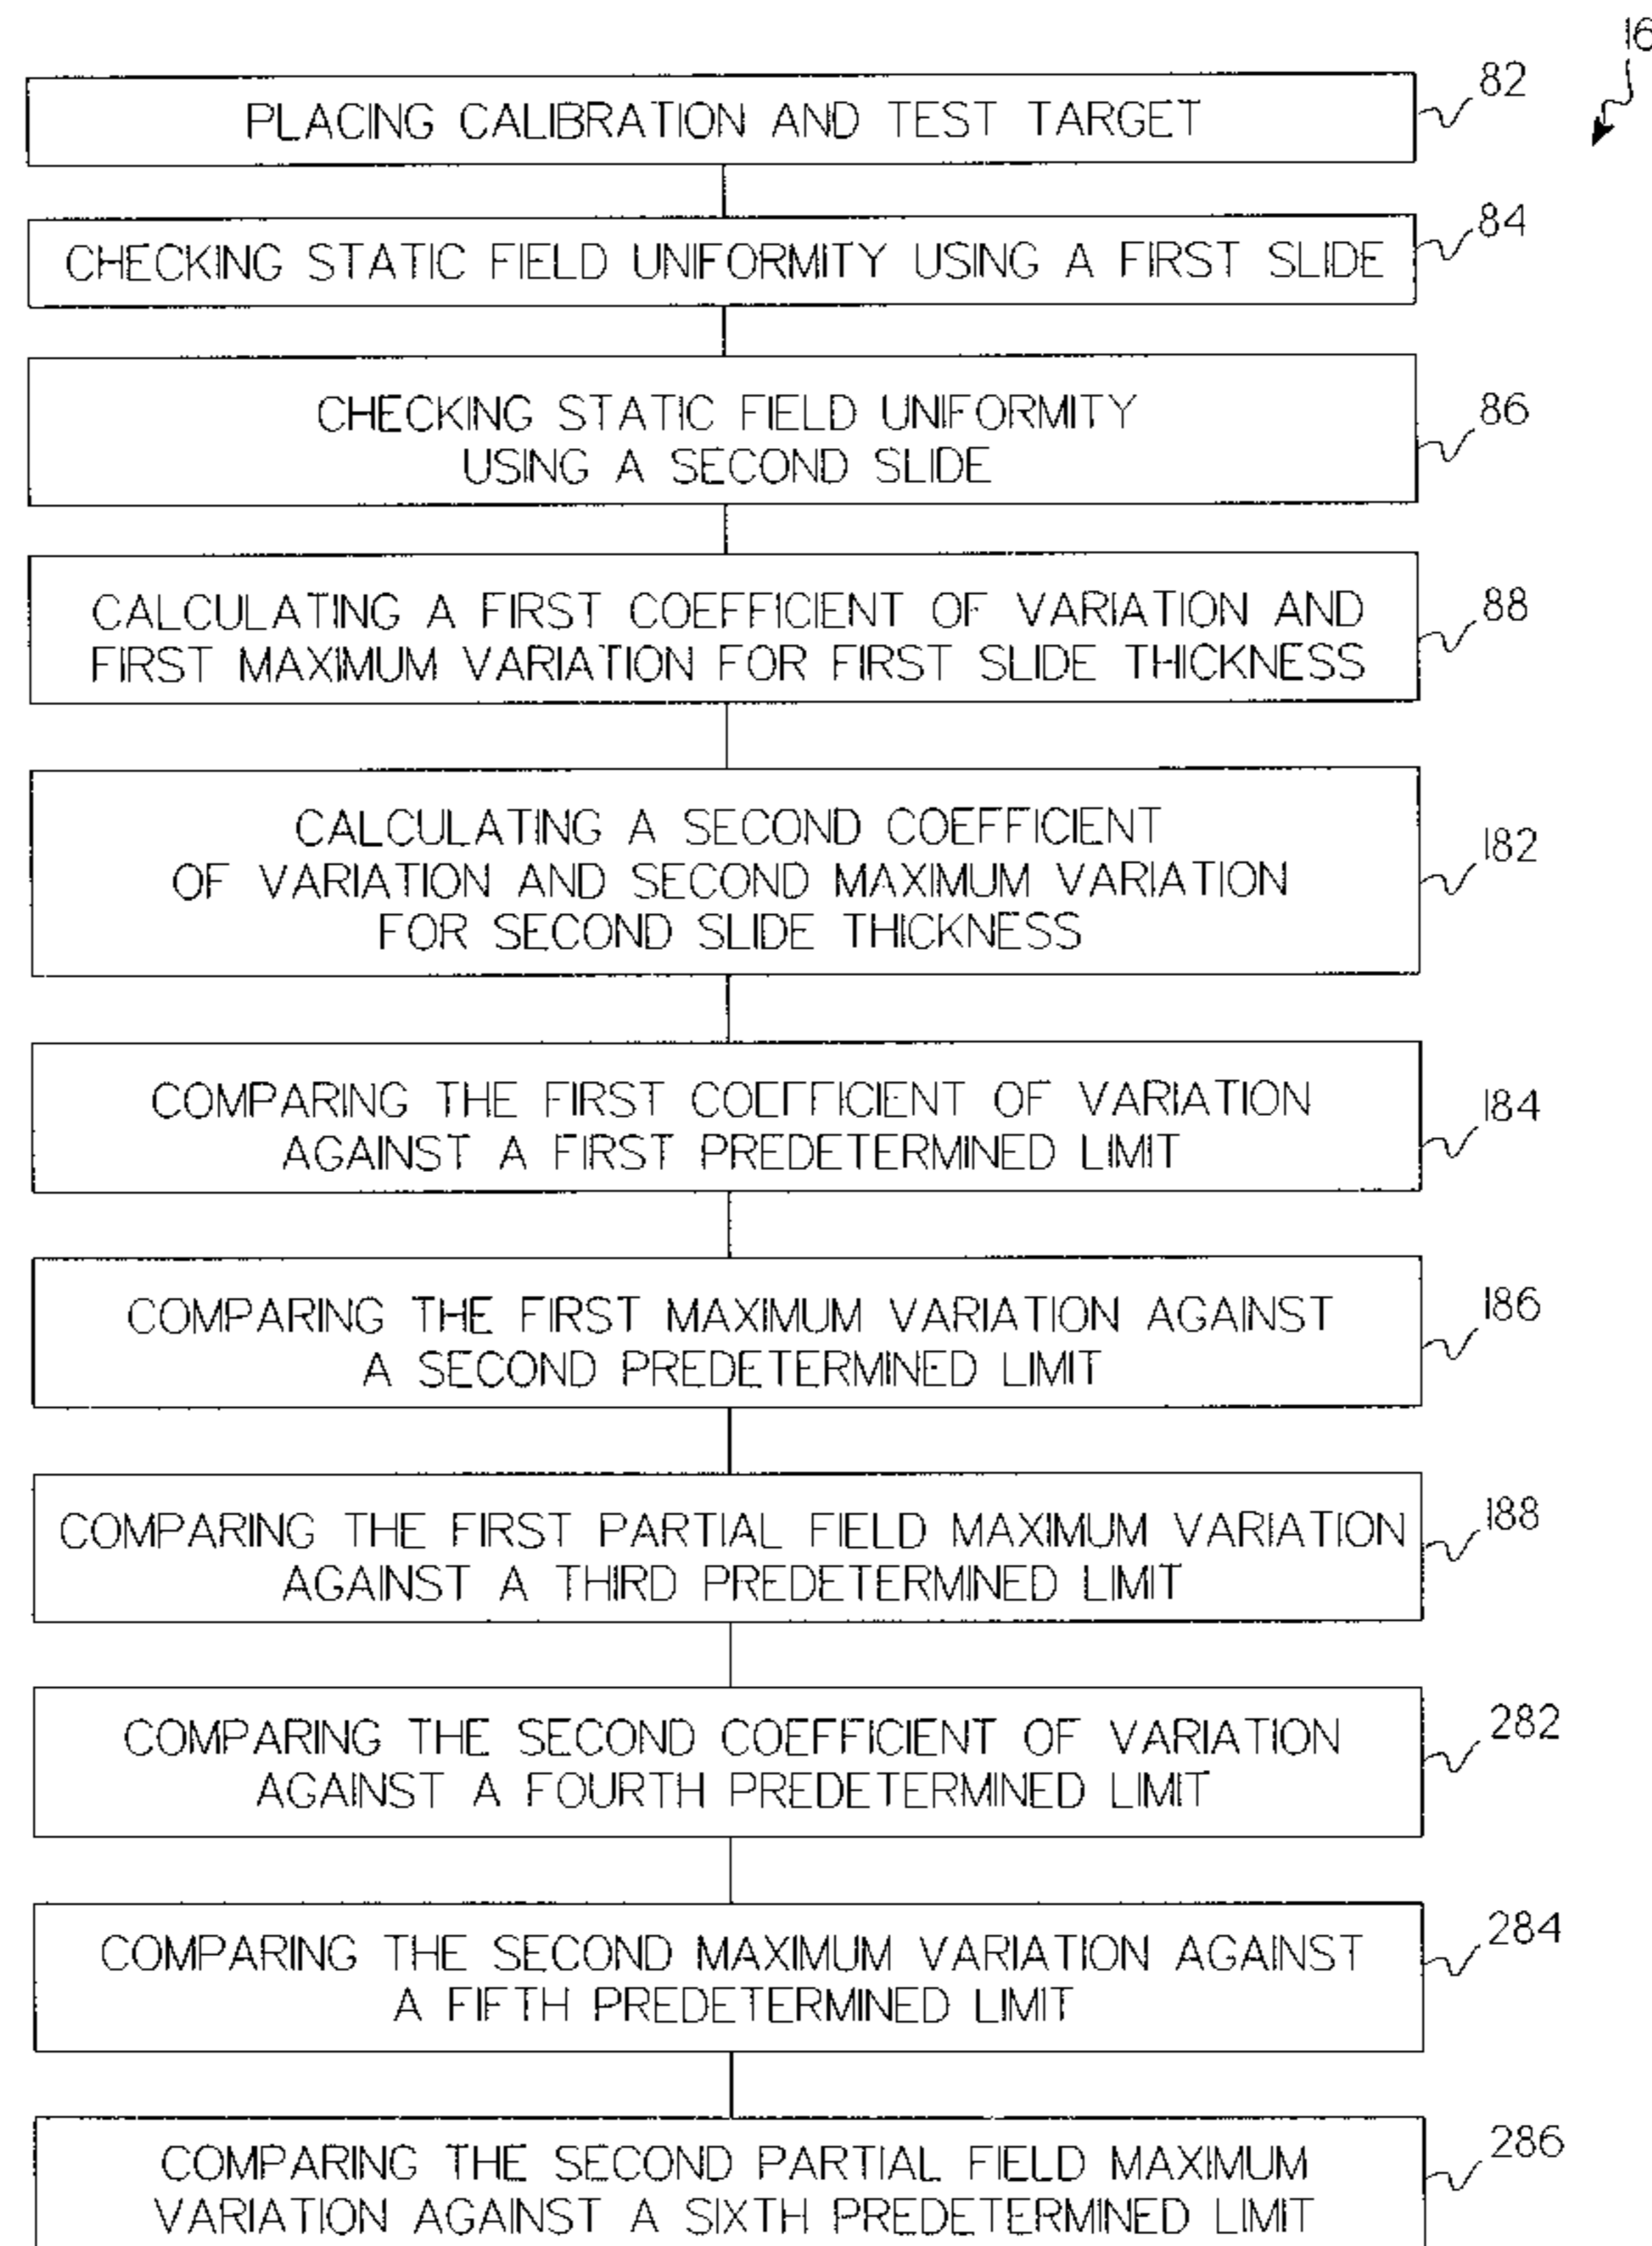 16
PLACING CALIBRATION AND TEST TARGET
82
CHECKING STATIC FIELD UNIFORMITY USING A FIRST SLIDE
84
CHECKING STATIC FIELD UNIFORMITY
USING A SECOND SLIDE
86
CALCULATING A FIRST COEFFICIENT OF VARIATION AND
FIRST MAXIMUM VARIATION FOR FIRST SLIDE THICKNESS
88
CALCULATING A SECOND COEFFICIENT
OF VARIATION AND SECOND MAXIMUM VARIATION
FOR SECOND SLIDE THICKNESS
182
COMPARING THE FIRST COEFFICIENT OF VARIATION
AGAINST A FIRST PREDETERMINED LIMIT
184
COMPARING THE FIRST MAXIMUM VARIATION AGAINST
A SECOND PREDETERMINED LIMIT
186
COMPARING THE FIRST PARTIAL FIELD MAXIMUM VARIATION
AGAINST A THIRD PREDETERMINED LIMIT
188
COMPARING THE SECOND COEFFICIENT OF VARIATION
AGAINST A FOURTH PREDETERMINED LIMIT
282
COMPARING THE SECOND MAXIMUM VARIATION AGAINST
A FIFTH PREDETERMINED LIMIT
284
COMPARING THE SECOND PARTIAL FIELD MAXIMUM
VARIATION AGAINST A SIXTH PREDETERMINED LIMIT
286